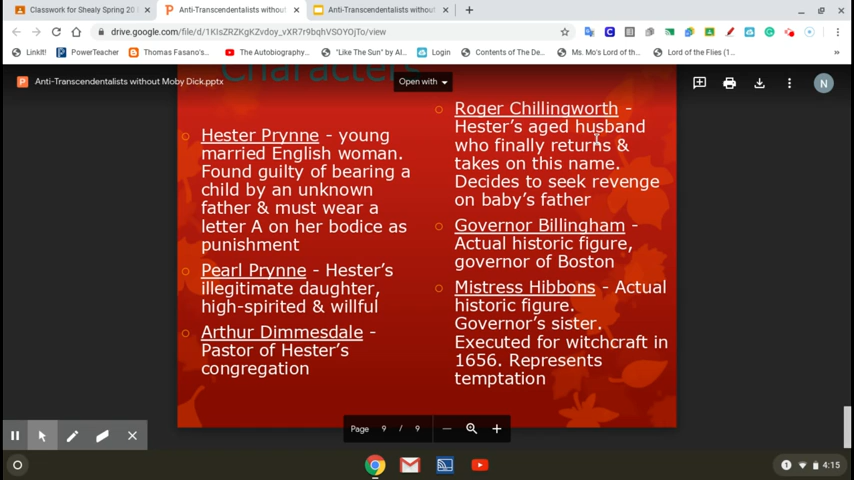 Classwork for Shealy Spring 20
Anti-Transcendentalists without
Anti-Transcendentalists without
drive.google.com/file/d/1KIsZRZKgKZvdoy_vXR7r9bqhVSOYOjTo/view
LinkIt!
PowerTeacher
Thomas Fasano's...
The Autobiography...
"Like The Sun" by Al...
Login
Contents of The De...
Ms. Mo's Lord of th...
Lord of the Flies (1...
Characters
Anti-Transcendentalists without Moby Dick.pptx
Open with
N
Hester Prynne - young
married English woman.
Found guilty of bearing a
child by an unknown
father & must wear a
letter A on her bodice as
punishment
Pearl Prynne - Hester's
illegitimate daughter,
high-spirited & willful
Arthur Dimmesdale -
Pastor of Hester's
congregation
Roger Chillingworth -
Hester's aged husband
who finally returns &
takes on this name.
Decides to seek revenge
on baby's father
Governor Billingham -
Actual historic figure,
governor of Boston
Mistress Hibbons - Actual
historic figure.
Governor's sister.
Executed for witchcraft in
1656. Represents
temptation
Page 9 / 9
1
4:15